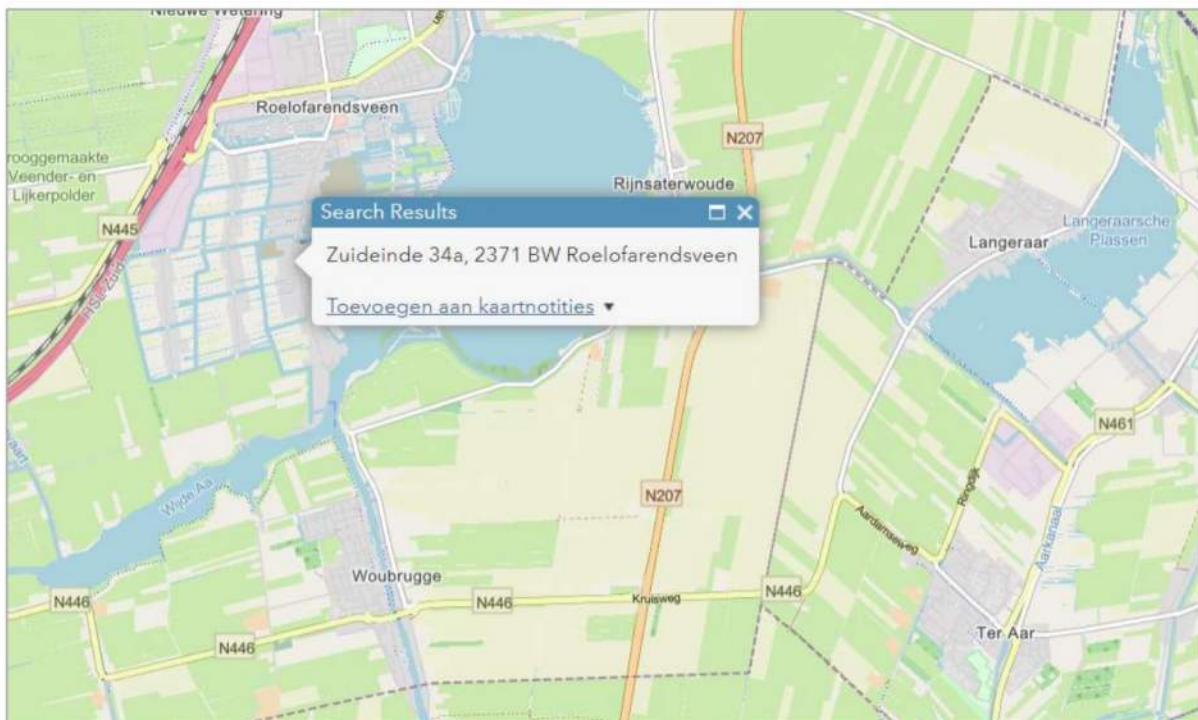 Nieuwe Wetering
Roelofarendsveen
rooggemaakte
Veender- en
Lijkerpolder
N445
HSL-Zuid
N207
Rijnsaterwoude
Search Results
Zuideinde 34a, 2371 BW Roelofarendsveen
Toevoegen aan kaartnotities
Langeraar
Langeraarsche
Plassen
N461
Wijde Aa
N207
Ringdijk
Aardamseweg
Aarkanaal
Woubrugge
N446
N446
Kruisweg
N446
N446
Ter Aar